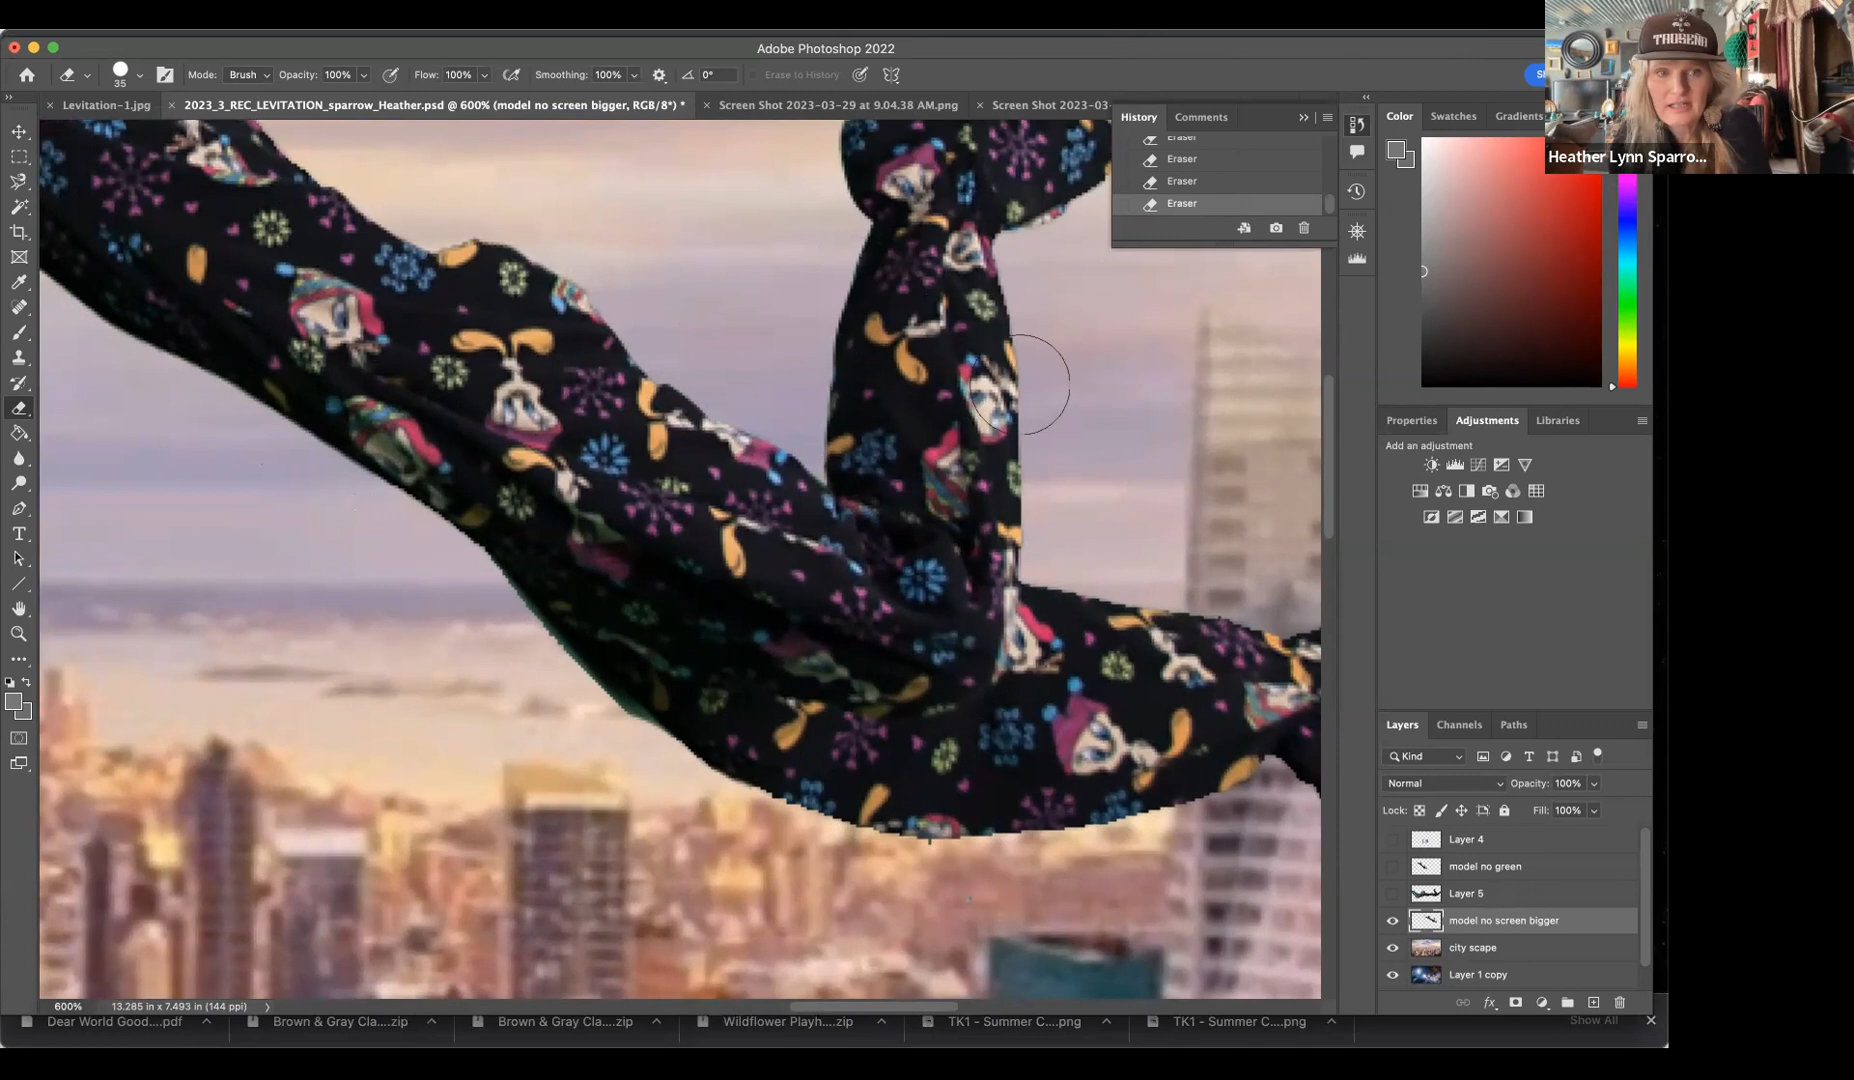 Adobe Photoshop 2022
TRUSEÑO
35
Mode: Brush Opacity: 100% Flow: 100% Smoothing: 100% 0° Erase to History
Levitation-1.jpg
2023_3_REC_LEVITATION_sparrow_Heather.psd @ 600% (model no screen bigger, RGB/8*) *
Screen Shot 2023-03-29 at 9.04.38 AM.png
Screen Shot 2023-03-
History Comments
Eraser
Eraser
Eraser
Eraser
Color Swatches Gradients
Heather Lynn Sparro...
Properties Adjustments Libraries
Add an adjustment
Layers Channels Paths
Kind
Normal Opacity: 100%
Lock: Fill: 100%
Layer 4
model no green
Layer 5
model no screen bigger
city scape
Layer 1 copy
600% 13.285 in x 7.493 in (144 ppi)
Dear World Good....pdf
Brown & Gray Cla....zip
Brown & Gray Cla....zip
Wildflower Playh....zip
TK1 - Summer C....png
TK1 - Summer C....png
Show All